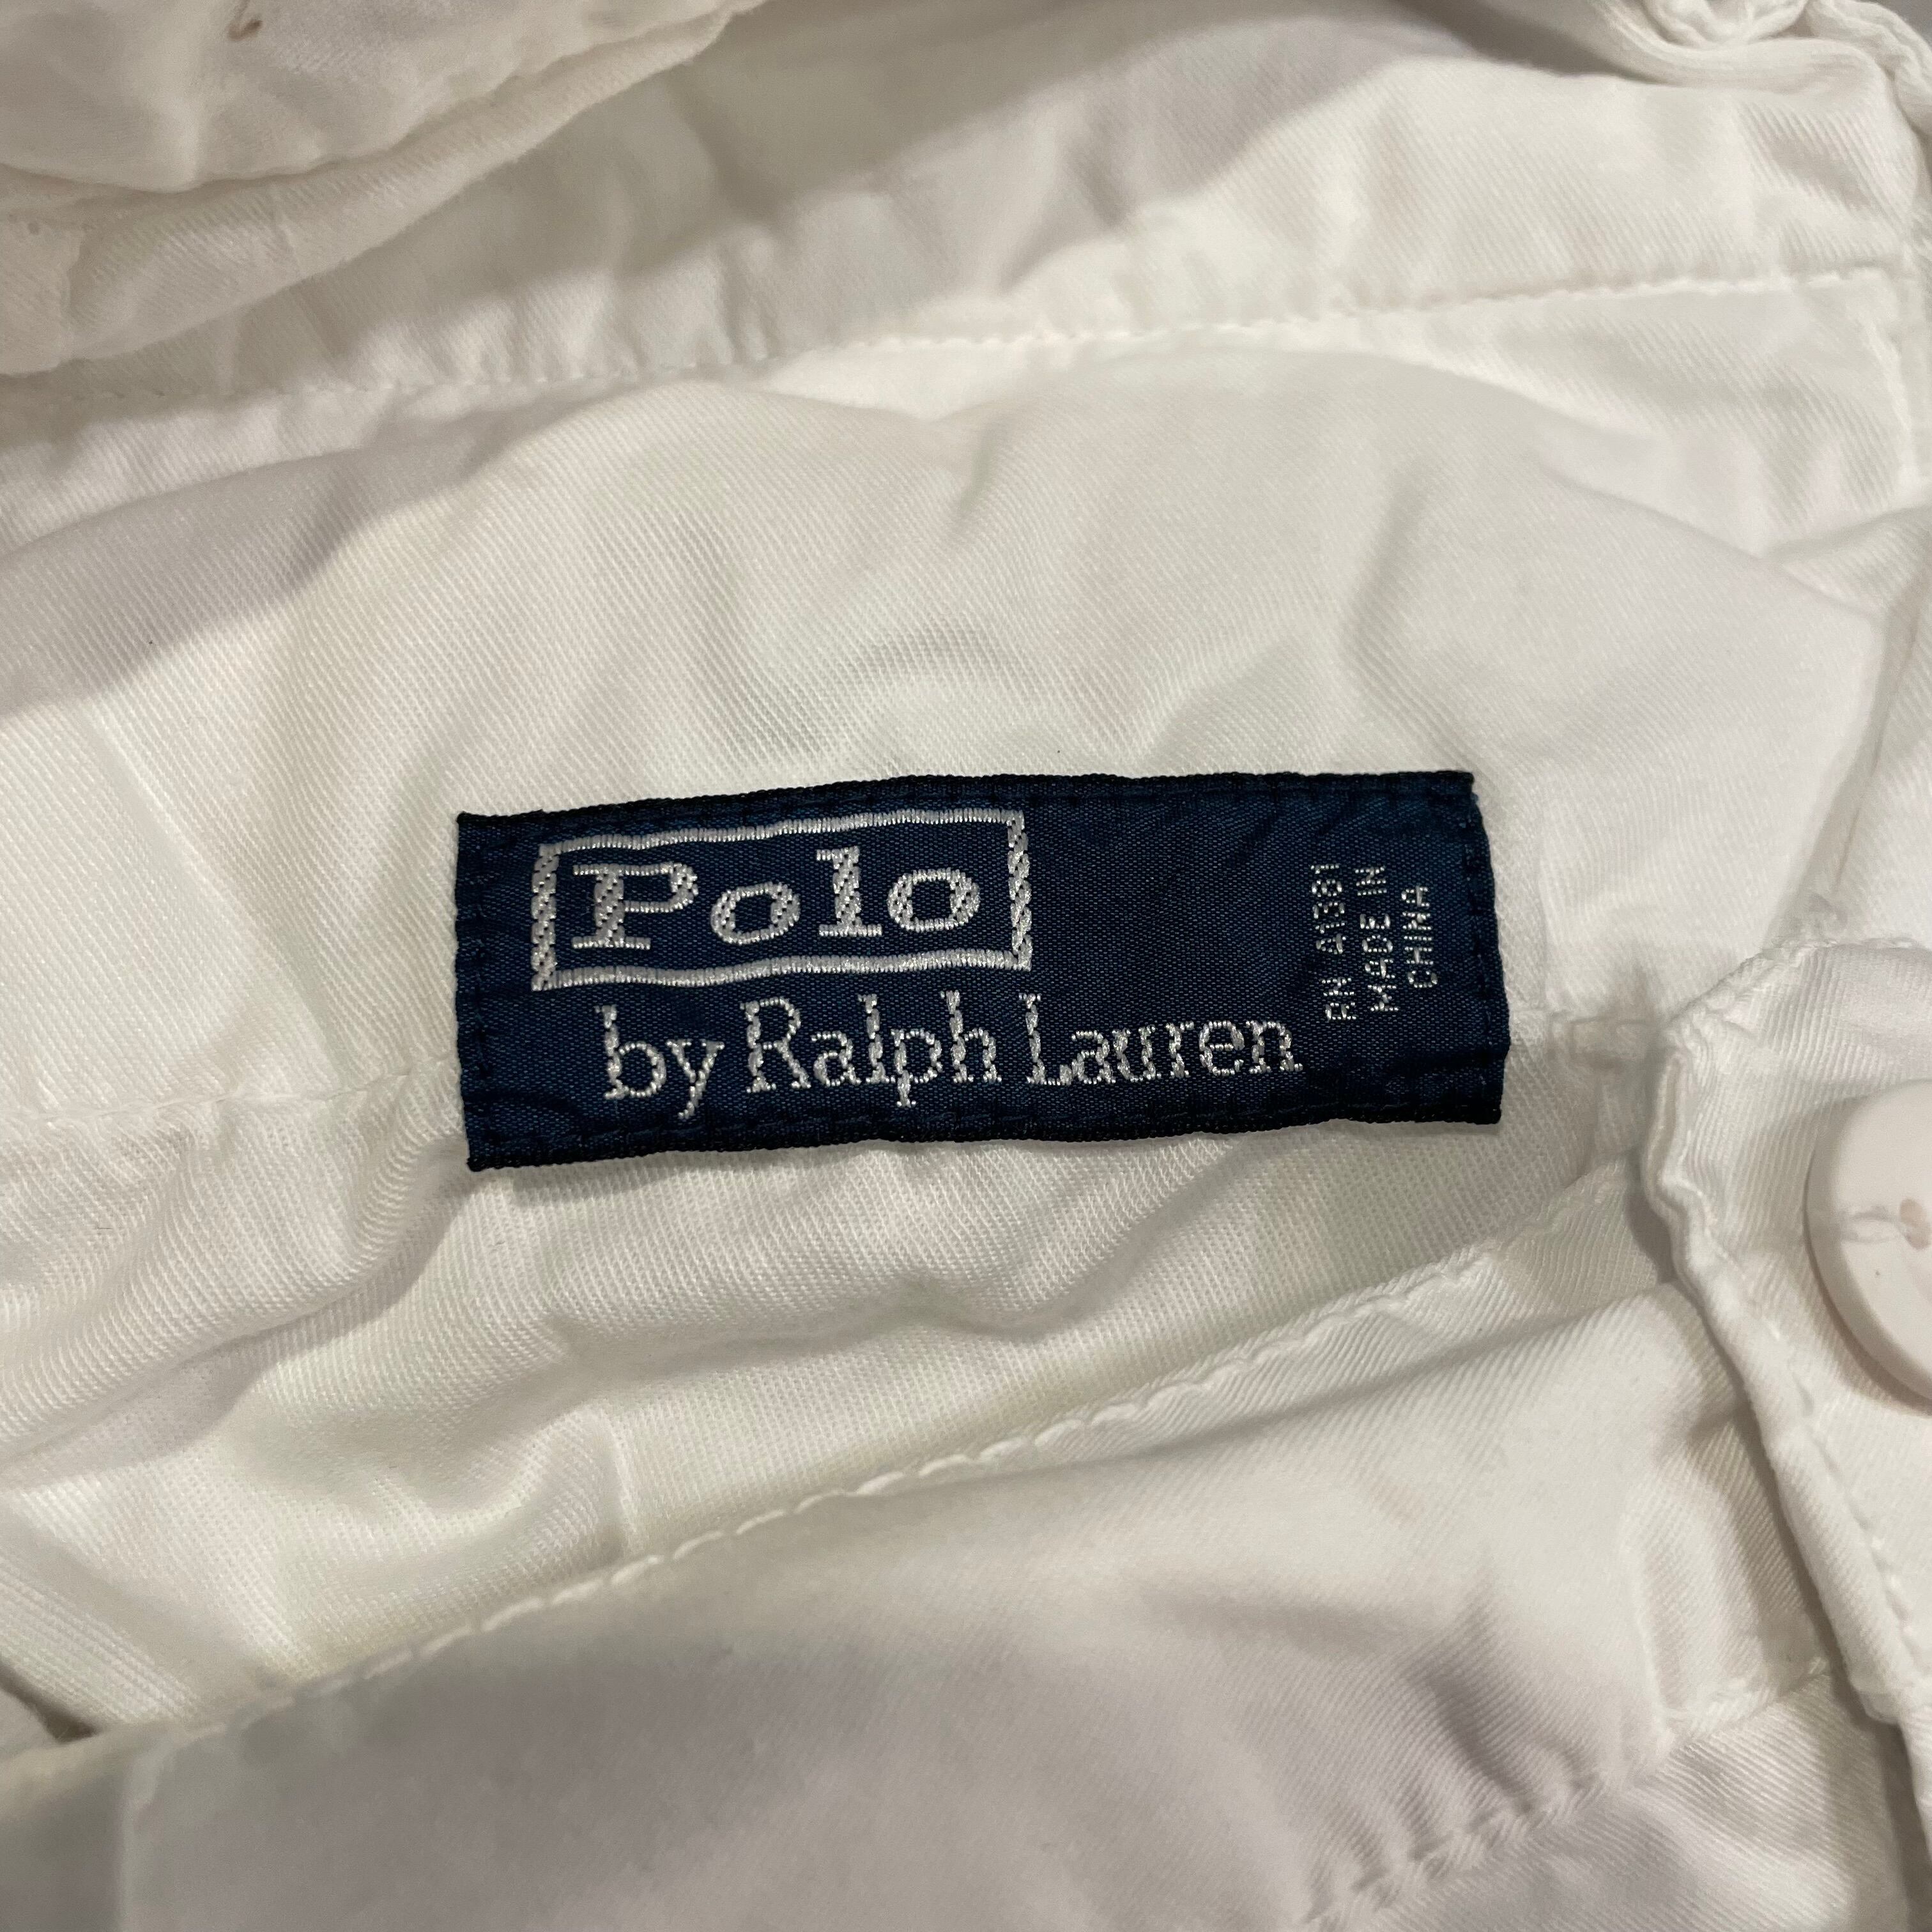 Polo
by Ralph Lauren
RN 41381
MADE IN
CHINA